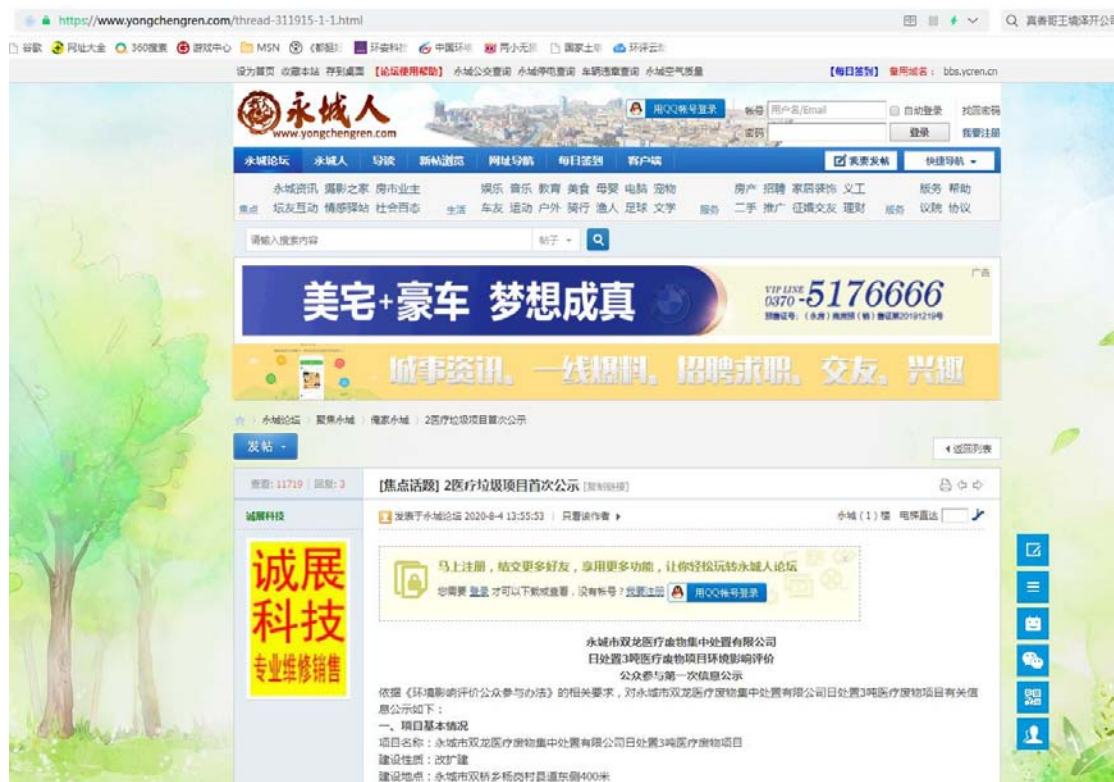 https://www.yongchengren.com/thread-311915-1-1.html
谷歌 网址大全 360搜索 游戏中心 MSN
设为首页 收藏本站 存到桌面 【论坛使用帮助】 永城公交查询 永城停电查询 车辆违章查询 永城空气质量 【每日签到】 备用域名： bbs.ycren.cn
永城人
www.yongchengren.com
用QQ帐号登录 帐号 用户名/Email 自动登录 找回密码
密码 登录 我要注册
永城论坛 永城人 导读 新帖浏览 网址导航 每日签到 客户端 我要发帖 快捷导航
永城资讯 摄影之家 房市业主 娱乐 音乐 教育 美食 母婴 电脑 宠物 房产 招聘 家居装饰 义工 版务 帮助
焦点 坛友互动 情感驿站 社会百态 生活 车友 运动 户外 骑行 渔人 足球 文学 服务 二手 推广 征婚交友 理财 版务 议院 协议
请输入搜索内容 帖子
广告
美宅+豪车 梦想成真 VIP LINE 0370-5176666
城事资讯。一线爆料。招聘求职。交友。兴趣
永城论坛 聚焦永城 俺家永城 2医疗垃圾项目首次公示
发帖 返回列表
查看: 11719 回复: 3 [焦点话题] 2医疗垃圾项目首次公示 [复制链接]
诚展科技 发表于永城论坛 2020-8-4 13:55:53 只看该作者 永城 ( 1 ) 楼 电梯直达
诚展
科技
专业维修销售
马上注册，结交更多好友，享用更多功能，让你轻松玩转永城人论坛
您需要 登录 才可以下载或查看，没有帐号？我要注册 用QQ帐号登录
永城市双龙医疗废物集中处置有限公司
日处置3吨医疗废物项目环境影响评价
公众参与第一次信息公示
依据《环境影响评价公众参与办法》的相关要求，对永城市双龙医疗废物集中处置有限公司日处置3吨医疗废物项目有关信
息公示如下：
一、项目基本情况
项目名称：永城市双龙医疗废物集中处置有限公司日处置3吨医疗废物项目
建设性质：改扩建
建设地点：永城市双桥乡杨岗村县道东侧400米